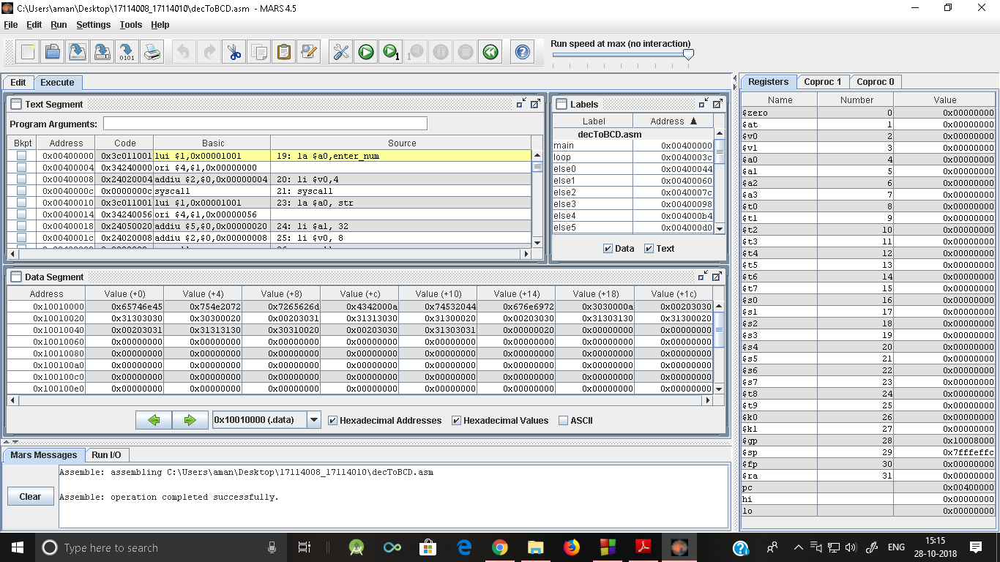 C:\Users\aman\Desktop\17114008_17114010\decToBCD.asm - MARS 4.5
File Edit Run Settings Tools Help
Run speed at max (no interaction)
Edit Execute
Text Segment
Program Arguments:
Bkpt Address Code Basic Source
0x00400000 0x3c011001 lui $1,0x00001001 19: la $a0,enter_num
0x00400004 0x34240000 ori $4,$1,0x00000000
0x00400008 0x24020004 addiu $2,$0,0x00000004 20: li $v0,4
0x0040000c 0x0000000c syscall 21: syscall
0x00400010 0x3c011001 lui $1,0x00001001 23: la $a0, str
0x00400014 0x34240056 ori $4,$1,0x00000056
0x00400018 0x24050020 addiu $5,$0,0x00000020 24: li $a1, 32
0x0040001c 0x24020008 addiu $2,$0,0x00000008 25: li $v0, 8
Labels
Label Address ▲
decToBCD.asm
main 0x00400000
loop 0x0040003c
else0 0x00400044
else1 0x00400060
else2 0x0040007c
else3 0x00400098
else4 0x004000b4
else5 0x004000d0
Data Text
Data Segment
Address Value (+0) Value (+4) Value (+8) Value (+c) Value (+10) Value (+14) Value (+18) Value (+1c)
0x10010000 0x65746e45 0x754e2072 0x7265626d 0x4342000a 0x74532044 0x676e6972 0x3030000a 0x00203030
0x10010020 0x31303030 0x30300020 0x00203031 0x31313030 0x31300020 0x00203030 0x31303130 0x31300020
0x10010040 0x00203031 0x31313130 0x30310020 0x00203030 0x31303031 0x00000020 0x00000000 0x00000000
0x10010060 0x00000000 0x00000000 0x00000000 0x00000000 0x00000000 0x00000000 0x00000000 0x00000000
0x10010080 0x00000000 0x00000000 0x00000000 0x00000000 0x00000000 0x00000000 0x00000000 0x00000000
0x100100a0 0x00000000 0x00000000 0x00000000 0x00000000 0x00000000 0x00000000 0x00000000 0x00000000
0x100100c0 0x00000000 0x00000000 0x00000000 0x00000000 0x00000000 0x00000000 0x00000000 0x00000000
0x100100e0 0x00000000 0x00000000 0x00000000 0x00000000 0x00000000 0x00000000 0x00000000 0x00000000
0x10010000 (.data) Hexadecimal Addresses Hexadecimal Values ASCII
Mars Messages Run I/O
Assemble: assembling C:\Users\aman\Desktop\17114008_17114010\decToBCD.asm
Assemble: operation completed successfully.
Clear
Registers Coproc 1 Coproc 0
Name Number Value
$zero 0 0x00000000
$at 1 0x00000000
$v0 2 0x00000000
$v1 3 0x00000000
$a0 4 0x00000000
$a1 5 0x00000000
$a2 6 0x00000000
$a3 7 0x00000000
$t0 8 0x00000000
$t1 9 0x00000000
$t2 10 0x00000000
$t3 11 0x00000000
$t4 12 0x00000000
$t5 13 0x00000000
$t6 14 0x00000000
$t7 15 0x00000000
$s0 16 0x00000000
$s1 17 0x00000000
$s2 18 0x00000000
$s3 19 0x00000000
$s4 20 0x00000000
$s5 21 0x00000000
$s6 22 0x00000000
$s7 23 0x00000000
$t8 24 0x00000000
$t9 25 0x00000000
$k0 26 0x00000000
$k1 27 0x00000000
$gp 28 0x10008000
$sp 29 0x7fffeffc
$fp 30 0x00000000
$ra 31 0x00000000
pc 0x00400000
hi 0x00000000
lo 0x00000000
Type here to search
ENG
15:15
28-10-2018